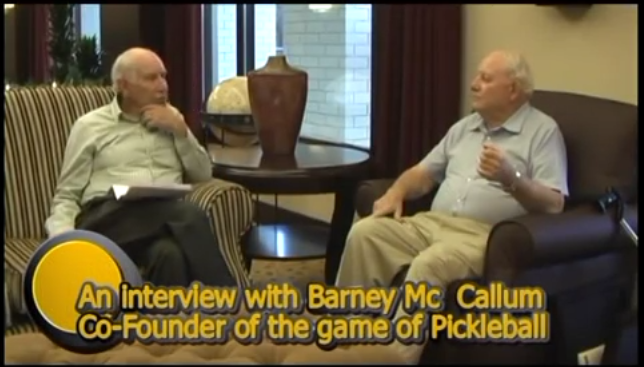 An interview with Barney Mc Callum
Co-Founder of the game of Pickleball